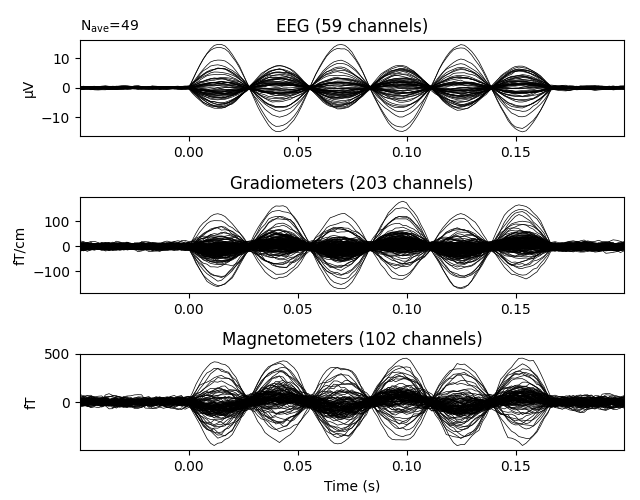 N_ave=49
EEG (59 channels)
10
0
−10
µV
0.00 0.05 0.10 0.15
Gradiometers (203 channels)
100
0
−100
fT/cm
0.00 0.05 0.10 0.15
Magnetometers (102 channels)
500
0
fT
0.00 0.05 0.10 0.15
Time (s)